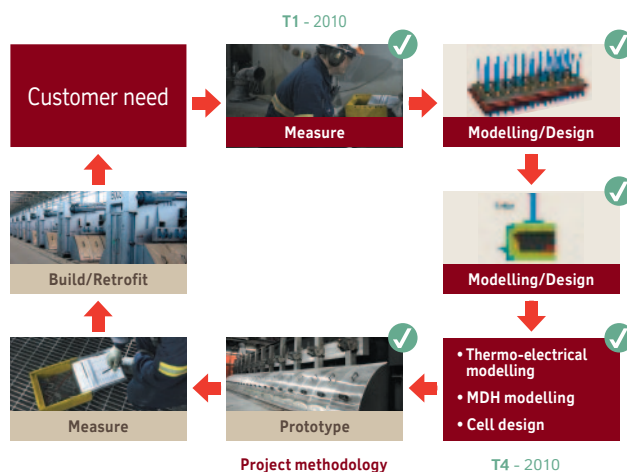 T1 - 2010
Customer need
Measure
Modelling/Design
Modelling/Design
• Thermo-electrical
modelling
• MDH modelling
• Cell design
T4 - 2010
Prototype
Measure
Build/Retrofit
Project methodology